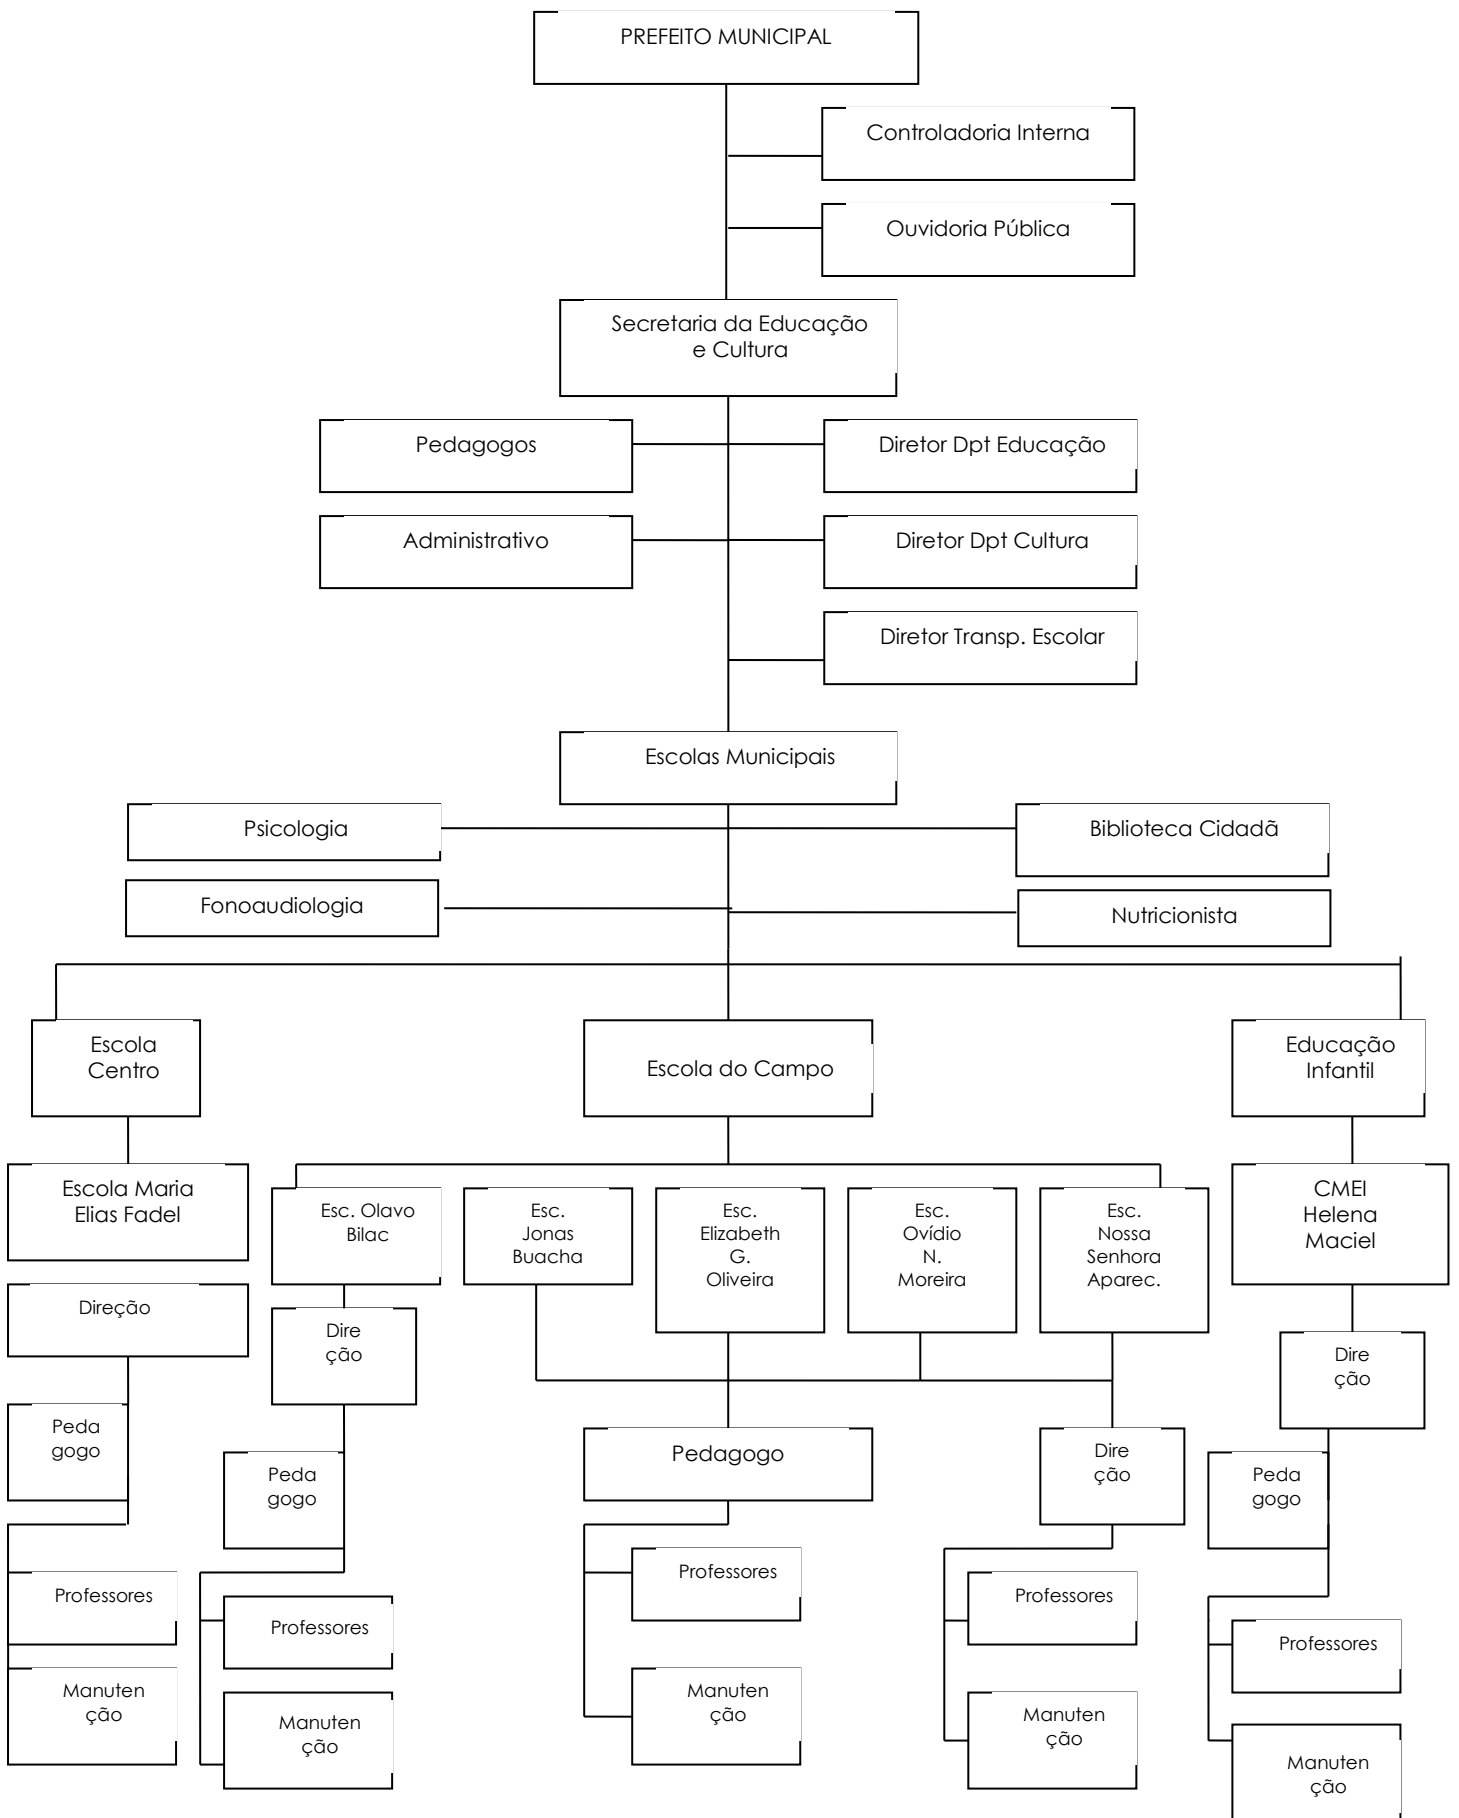 PREFEITO MUNICIPAL
Controladoria Interna
Ouvidoria Pública
Secretaria da Educação
e Cultura
Pedagogos
Diretor Dpt Educação
Administrativo
Diretor Dpt Cultura
Diretor Transp. Escolar
Escolas Municipais
Psicologia
Biblioteca Cidadã
Fonoaudiologia
Nutricionista
Escola
Centro
Escola do Campo
Educação
Infantil
Escola Maria
Elias Fadel
Esc. Olavo
Bilac
Esc.
Jonas
Buacha
Esc.
Elizabeth
G.
Oliveira
Esc.
Ovídio
N.
Moreira
Esc.
Nossa
Senhora
Aparec.
CMEI
Helena
Maciel
Direção
Dire
ção
Dire
ção
Peda
gogo
Peda
gogo
Pedagogo
Dire
ção
Peda
gogo
Professores
Professores
Professores
Professores
Professores
Manuten
ção
Manuten
ção
Manuten
ção
Manuten
ção
Manuten
ção